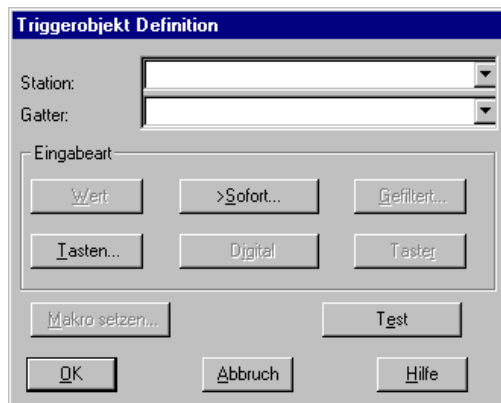 Triggerobjekt Definition
Station:
Gatter:
Eingabeart
Wert >Sofort... Gefiltert...
Tasten... Digital Taster
Makro setzen... Test
OK Abbruch Hilfe